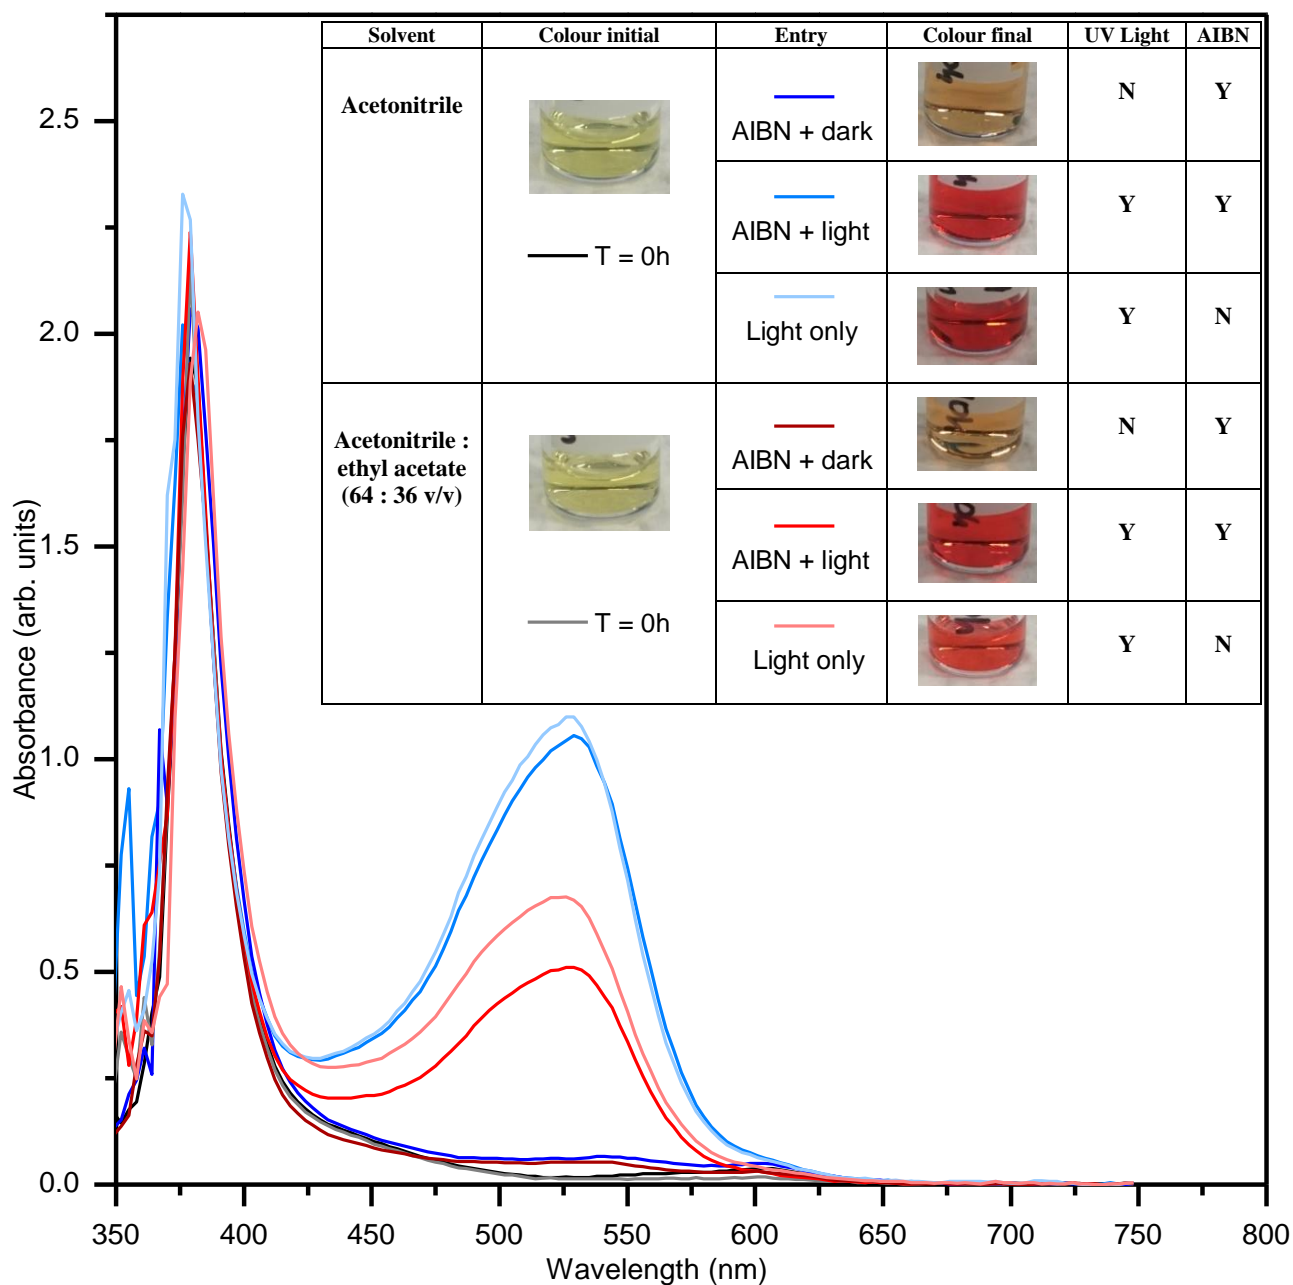 Solvent Colour initial Entry Colour final UV Light AIBN
Acetonitrile
T = 0h
AIBN + dark
N Y
AIBN + light
Y Y
Light only
Y N
Acetonitrile :
ethyl acetate
(64 : 36 v/v)
T = 0h
AIBN + dark
N Y
AIBN + light
Y Y
Light only
Y N
Absorbance (arb. units)
2.5
2.0
1.5
1.0
0.5
0.0
350 400 450 500 550 600 650 700 750 800
Wavelength (nm)